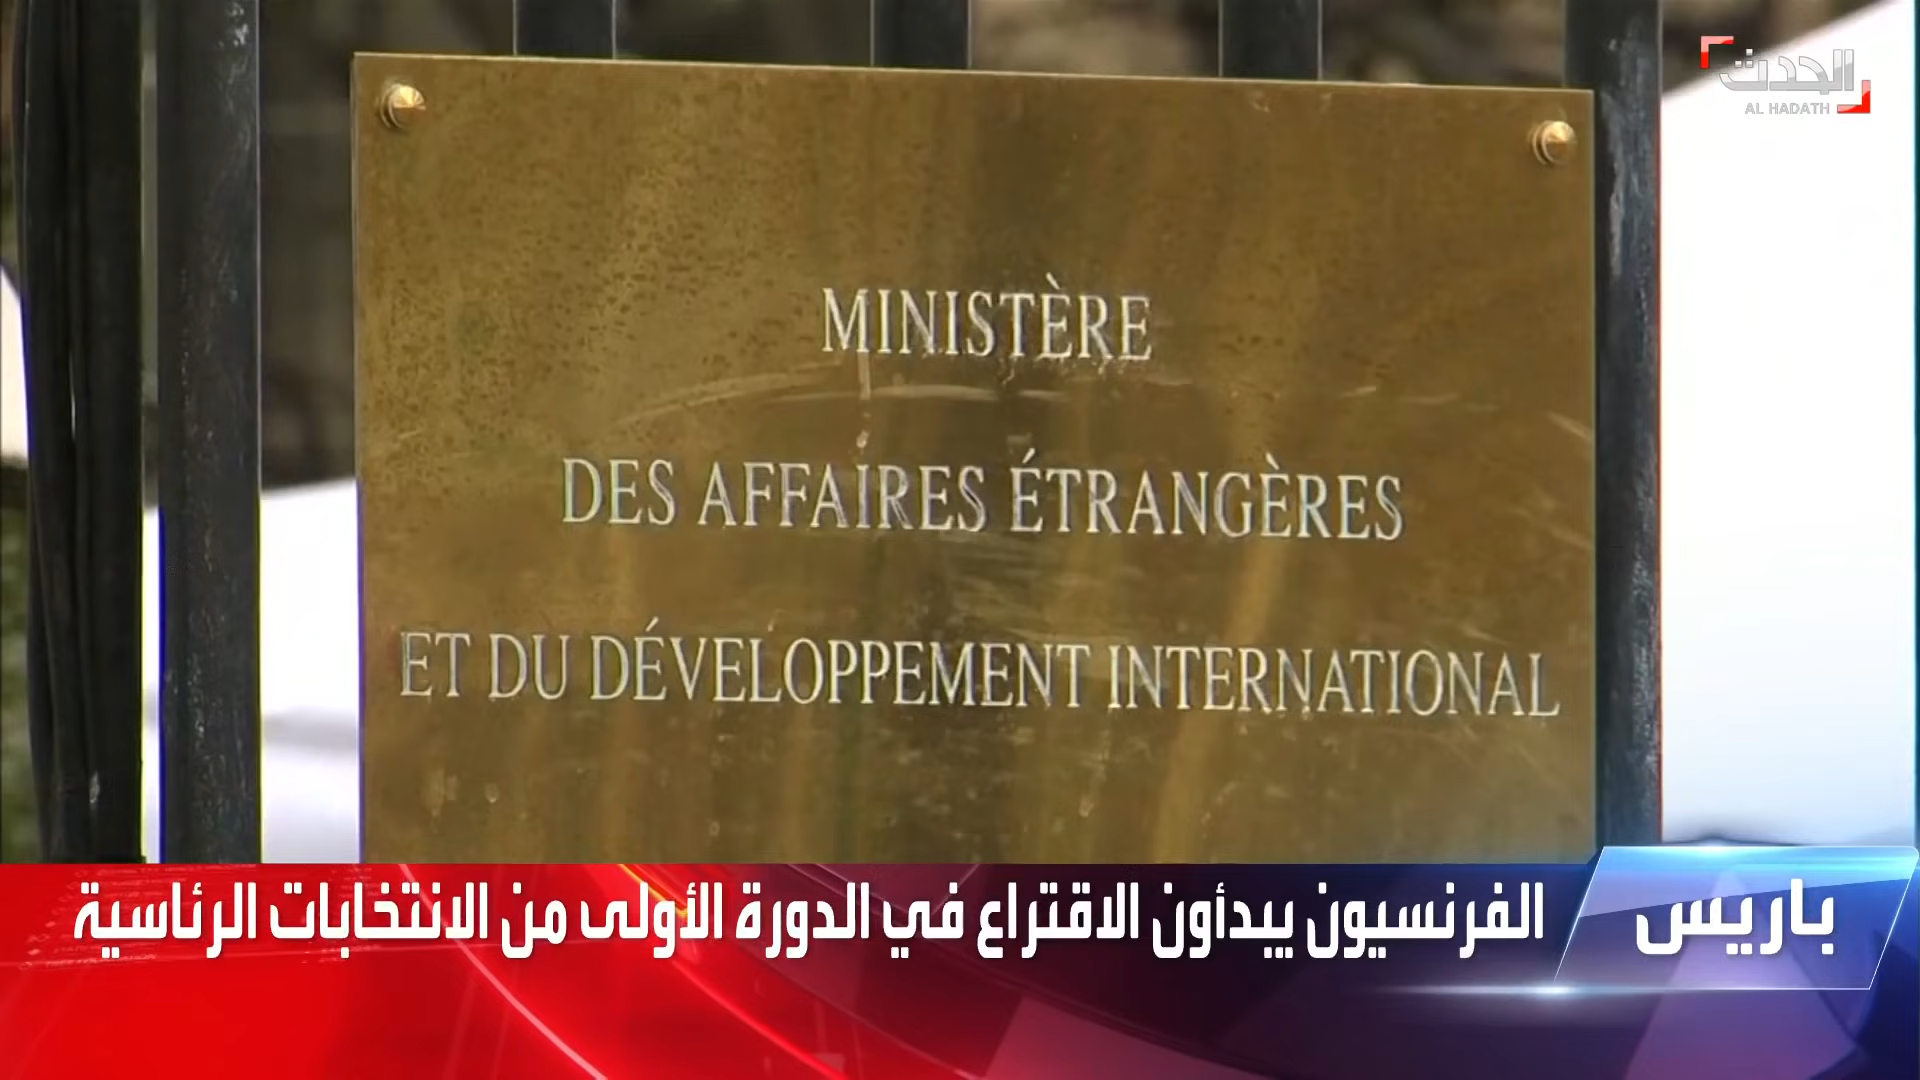 الحدث
AL HADATH
MINISTÈRE
DES AFFAIRES ÉTRANGÈRES
ET DU DÉVELOPPEMENT INTERNATIONAL
باريس
الفرنسيون يبدأون الاقتراع في الدورة الأولى من الانتخابات الرئاسية